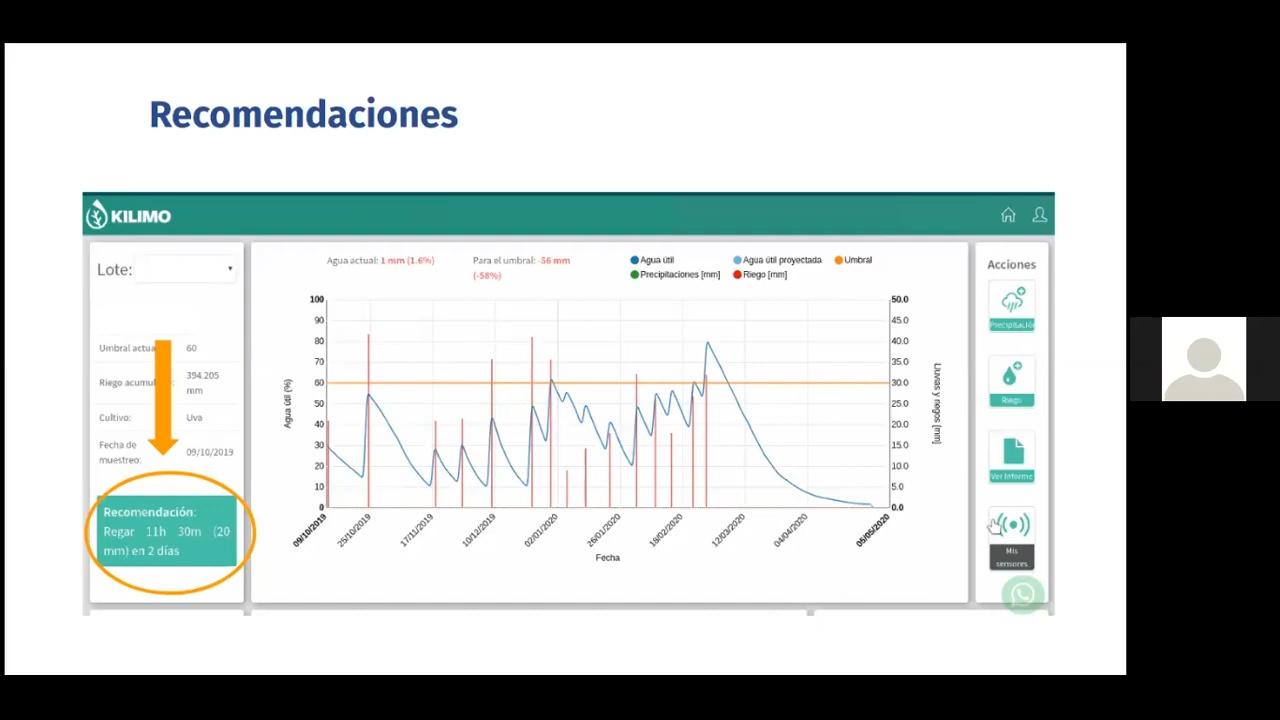 Recomendaciones
KILIMO
Lote:
Umbral actua
60
Riego acumul
394.205
mm
Cultivo:
Uva
Fecha de
muestreo:
09/10/2019
Recomendación:
Regar 11h 30m (20
mm) en 2 días
Agua actual: 1 mm (1.6%)
Para el umbral: -56 mm
(-58%)
Agua útil
Agua útil proyectada
Umbral
Precipitaciones [mm]
Riego [mm]
100
90
80
70
60
50
40
30
20
10
0
Agua útil (%)
50.0
45.0
40.0
35.0
30.0
25.0
20.0
15.0
10.0
5.0
0.0
Lluvias y riegos [mm]
09/10/2019
25/10/2019
17/11/2019
10/12/2019
02/01/2020
26/01/2020
18/02/2020
12/03/2020
04/04/2020
05/05/2020
Fecha
Acciones
Precipitació
Riego
Ver Informe
Mis
sensores